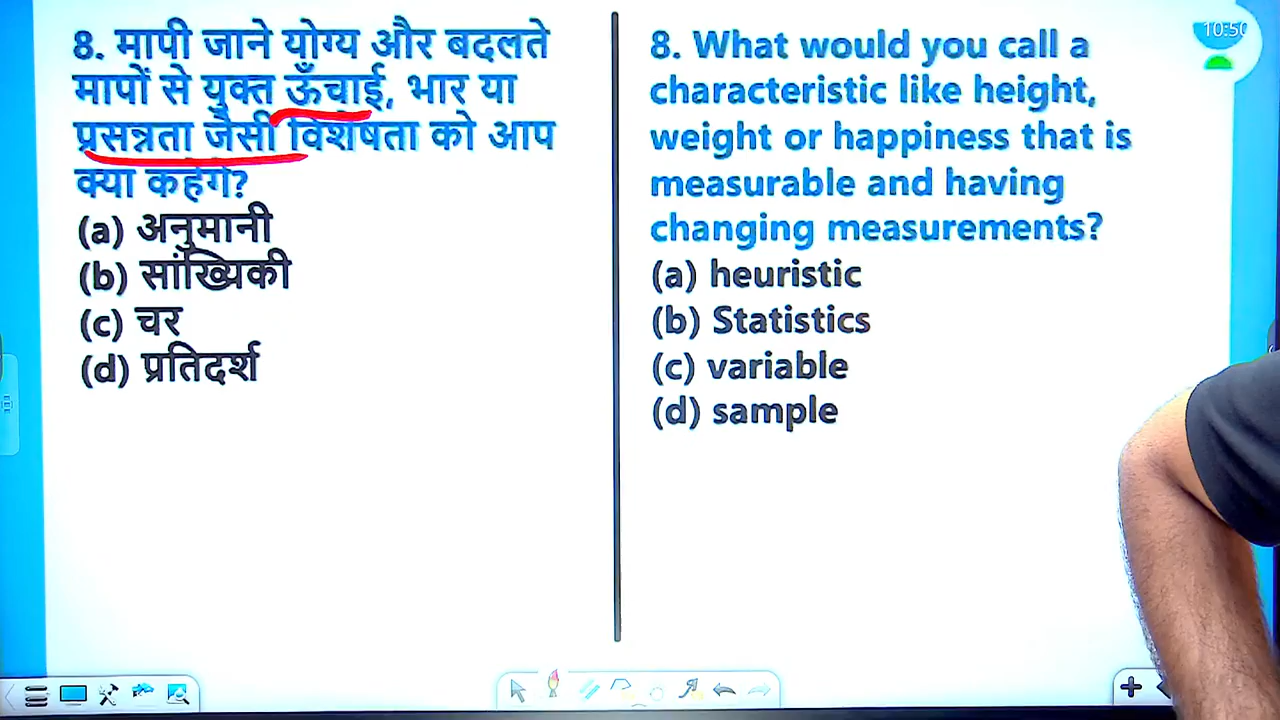 8. मापी जाने योग्य और बदलते
मापों से युक्त ऊँचाई, भार या
प्रसन्नता जैसी विशेषता को आप
क्या कहेंगे?
(a) अनुमानी
(b) सांख्यिकी
(c) चर
(d) प्रतिदर्श
8. What would you call a
characteristic like height,
weight or happiness that is
measurable and having
changing measurements?
(a) heuristic
(b) Statistics
(c) variable
(d) sample
10:50